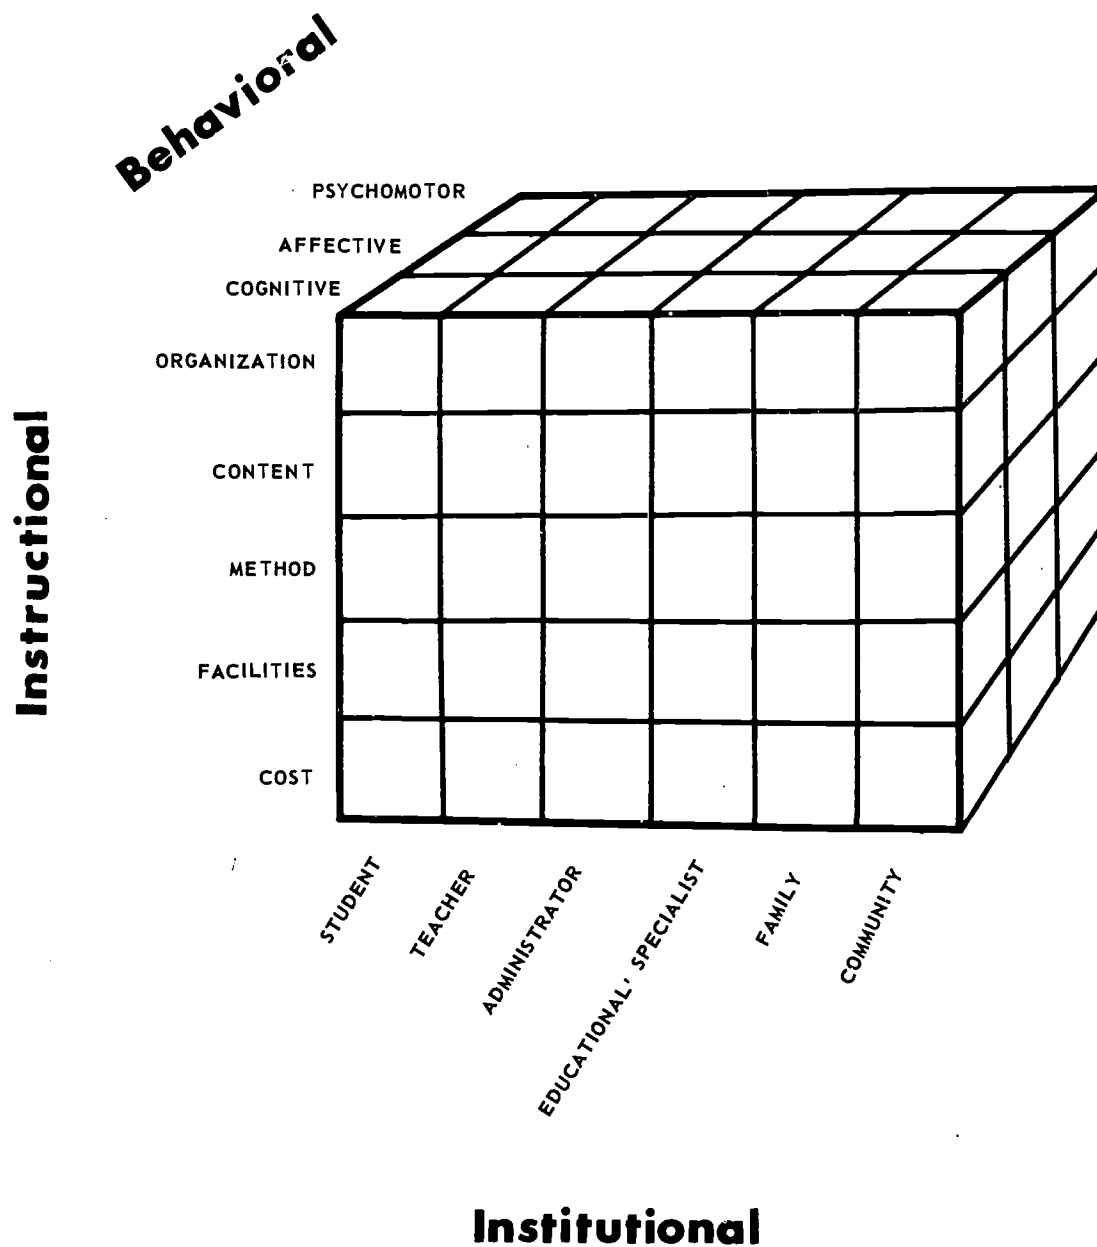 Behavioral
PSYCHOMOTOR
AFFECTIVE
COGNITIVE
Instructional
ORGANIZATION
CONTENT
METHOD
FACILITIES
COST
STUDENT
TEACHER
ADMINISTRATOR
EDUCATIONAL' SPECIALIST
FAMILY
COMMUNITY
Institutional